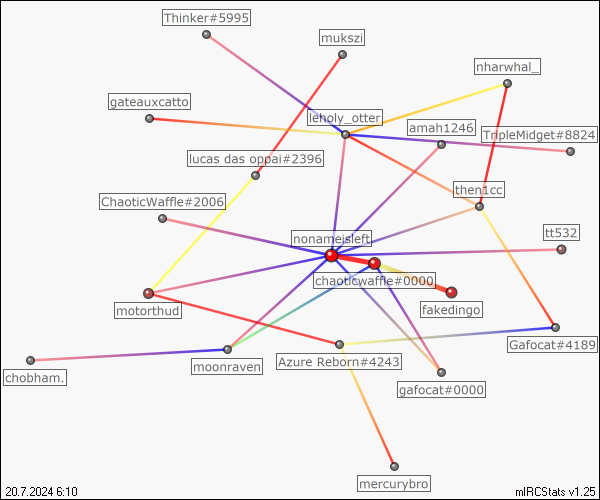 Thinker#5995
mukszi
nharwhal_
gateauxcatto
leholy_otter
amah1246
TripleMidget#8824
lucas das oppai#2396
then1cc
ChaoticWaffle#2006
nonameisleft
tt532
chaoticwaffle#0000
motorthud
fakedingo
Gafocat#4189
Azure Reborn#4243
moonraven
chobham.
gafocat#0000
mercurybro
20.7.2024 6:10
mIRCStats v1.25